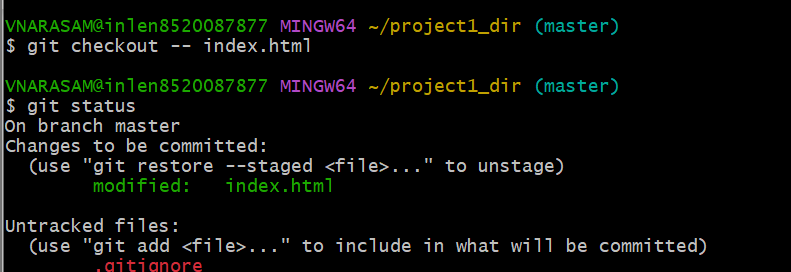 VNARASAM@inlen8520087877 MINGW64 ~/project1_dir (master)
$ git checkout -- index.html
VNARASAM@inlen8520087877 MINGW64 ~/project1_dir (master)
$ git status
On branch master
Changes to be committed:
  (use "git restore --staged <file>..." to unstage)
        modified:   index.html
Untracked files:
  (use "git add <file>..." to include in what will be committed)
        .gitignore